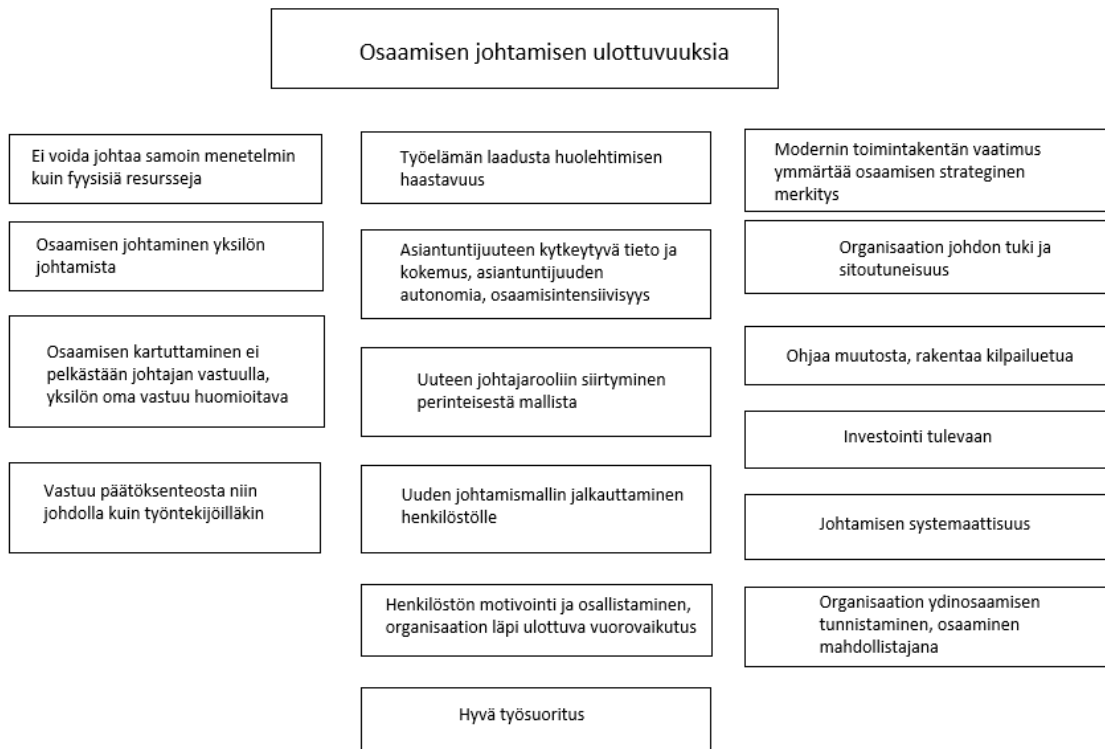 Osaamisen johtamisen ulottuvuuksia
Ei voida johtaa samoin menetelmin
kuin fyysisiä resursseja
Osaamisen johtaminen yksilön
johtamista
Osaamisen kartuttaminen ei
pelkästään johtajan vastuulla,
yksilön oma vastuu huomioitava
Vastuu päätöksenteosta niin
johdolla kuin työntekijöilläkin
Työelämän laadusta huolehtimisen
haastavuus
Asiantuntijuuteen kytkeytyvä tieto ja
kokemus, asiantuntijuuden
autonomia, osaamisintensiivisyys
Uuteen johtajarooliin siirtyminen
perinteisestä mallista
Uuden johtamismallin jalkauttaminen
henkilöstölle
Henkilöstön motivointi ja osallistaminen,
organisaation läpi ulottuva vuorovaikutus
Hyvä työsuoritus
Modernin toimintakentän vaatimus
ymmärtää osaamisen strateginen
merkitys
Organisaation johdon tuki ja
sitoutuneisuus
Ohjaa muutosta, rakentaa kilpailuetua
Investointi tulevaan
Johtamisen systemaattisuus
Organisaation ydinosaamisen
tunnistaminen, osaaminen
mahdollistajana